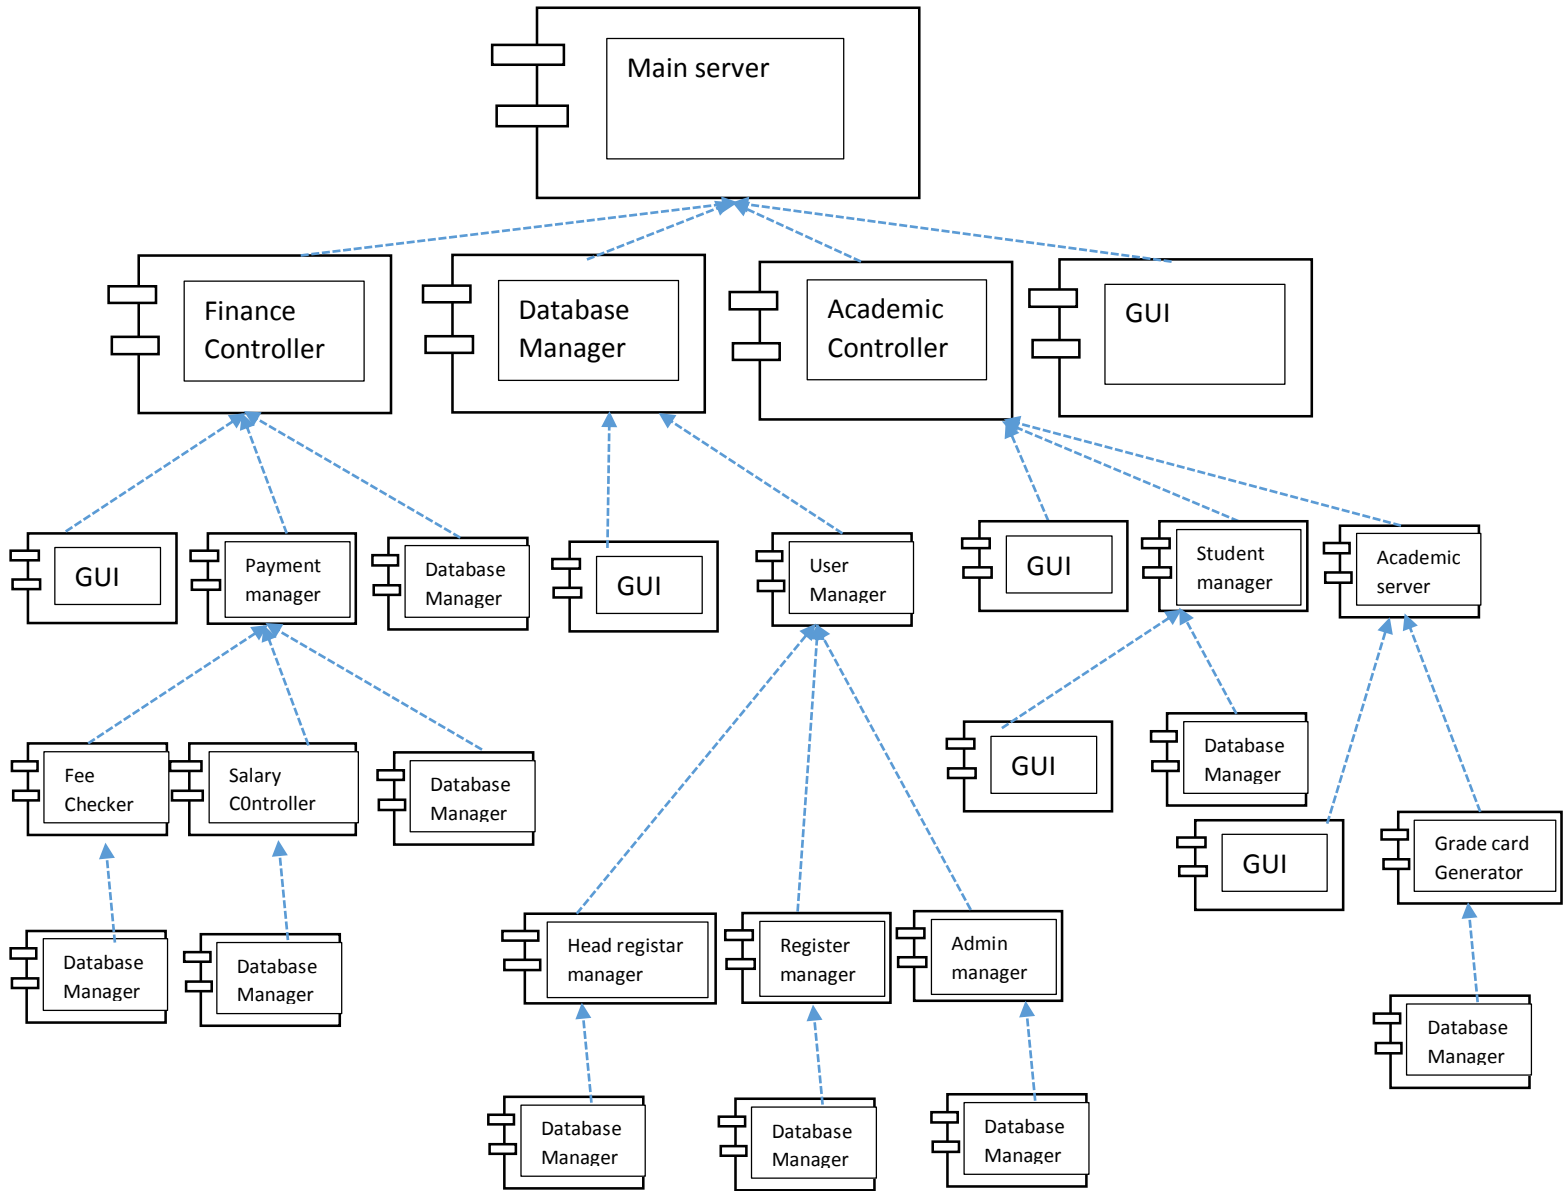 Main server
Finance
Controller
Database
Manager
Academic
Controller
GUI
GUI
Payment
manager
Database
Manager
GUI
User
Manager
GUI
Student
manager
Academic
server
Fee
Checker
Salary
C0ntroller
Database
Manager
GUI
Database
Manager
GUI
Grade card
Generator
Database
Manager
Database
Manager
Head registar
manager
Register
manager
Admin
manager
Database
Manager
Database
Manager
Database
Manager
Database
Manager